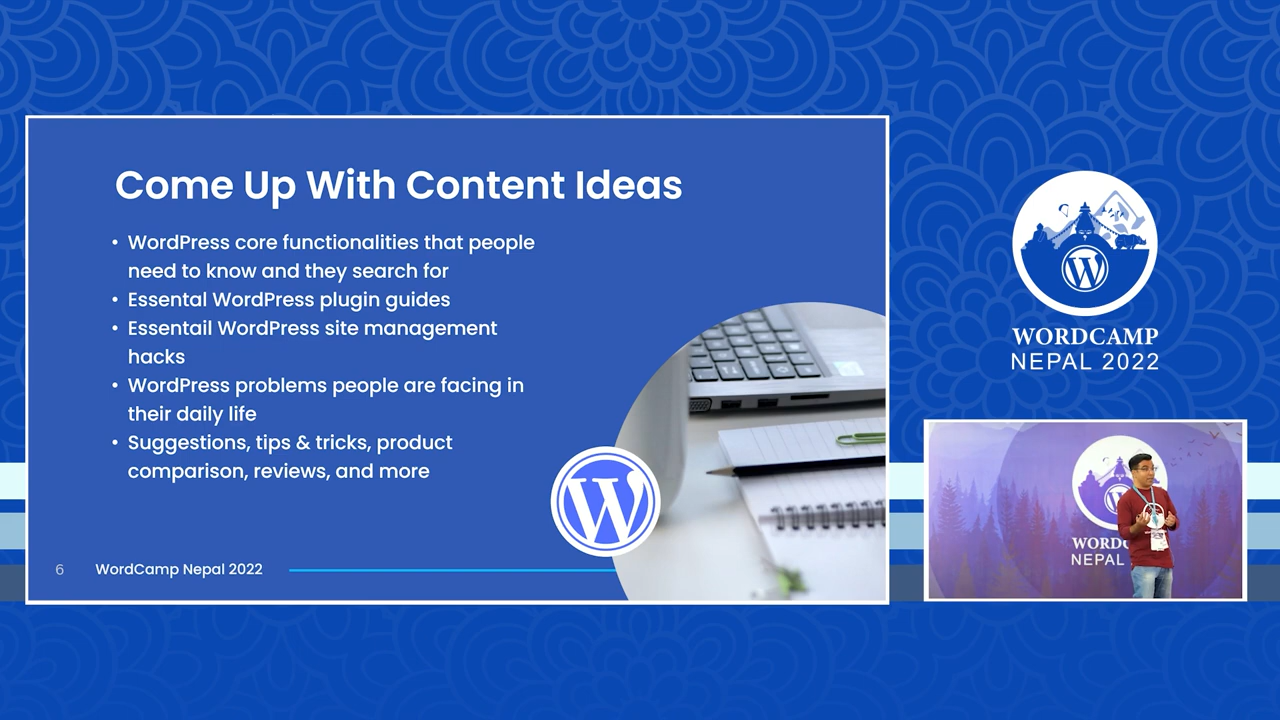 Come Up With Content Ideas
• WordPress core functionalities that people
need to know and they search for
• Essental WordPress plugin guides
• Essentail WordPress site management
hacks
• WordPress problems people are facing in
their daily life
• Suggestions, tips & tricks, product
comparison, reviews, and more
6 WordCamp Nepal 2022
W
W
WORDCAMP
NEPAL 2022
WORDC
NEPAL